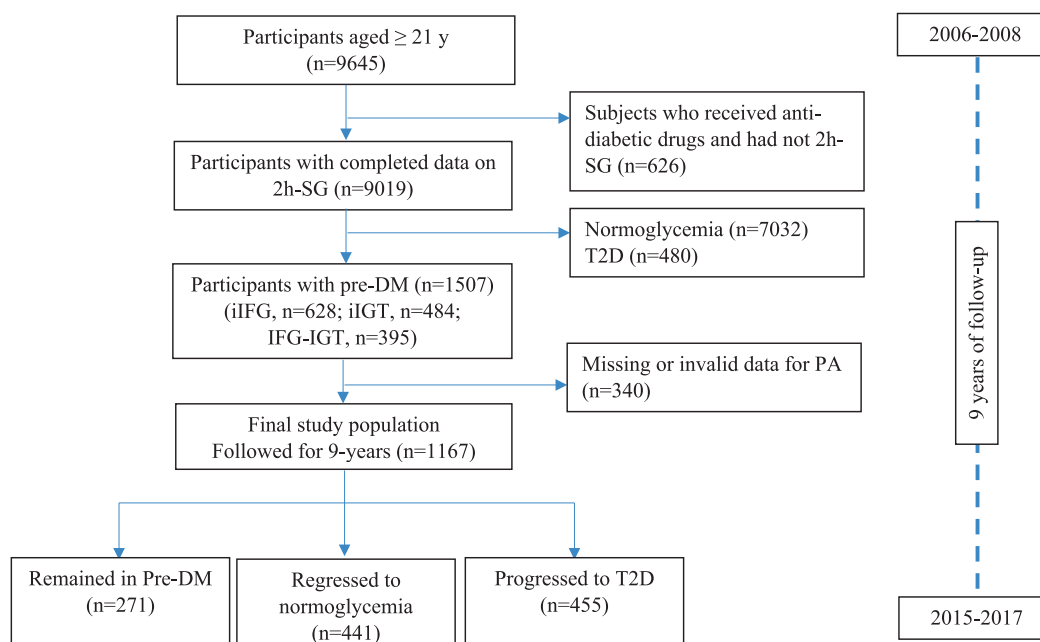 Participants aged ≥ 21 y
(n=9645)
2006-2008
Subjects who received anti-
diabetic drugs and had not 2h-
SG (n=626)
Participants with completed data on
2h-SG (n=9019)
Normoglycemia (n=7032)
T2D (n=480)
Participants with pre-DM (n=1507)
(iIFG, n=628; iIGT, n=484;
IFG-IGT, n=395)
9 years of follow-up
Missing or invalid data for PA
(n=340)
Final study population
Followed for 9-years (n=1167)
Remained in Pre-DM
(n=271)
Regressed to
normoglycemia
(n=441)
Progressed to T2D
(n=455)
2015-2017